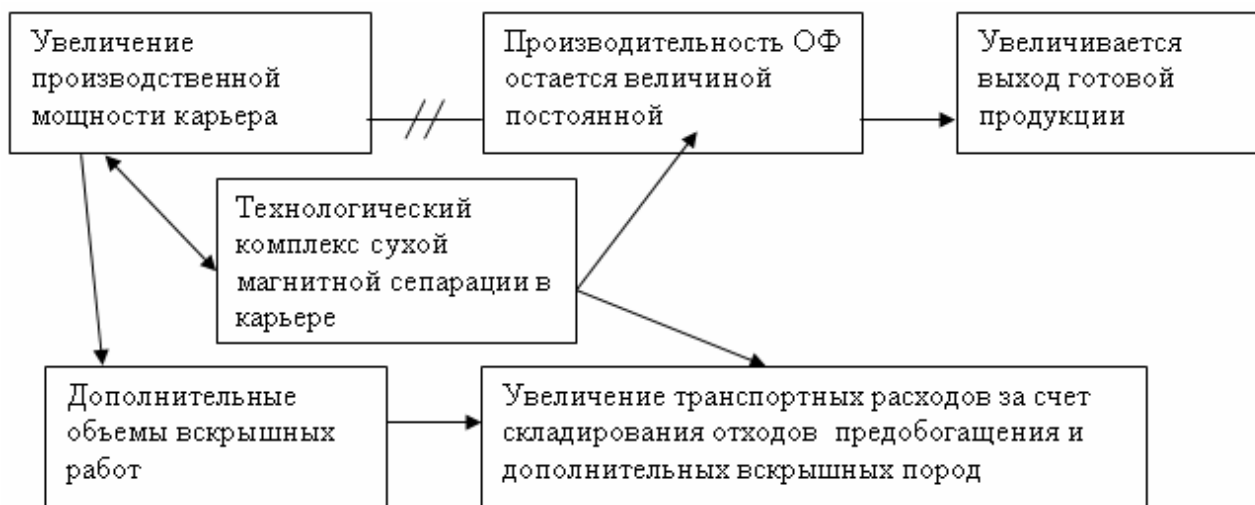 Увеличение
производственной
мощности карьера
Производительность ОФ
остается величиной
постоянной
Увеличивается
выход готовой
продукции
Технологический
комплекс сухой
магнитной сепарации в
карьере
Дополнительные
объемы вскрышных
работ
Увеличение транспортных расходов за счет
складирования отходов предобогащения и
дополнительных вскрышных пород